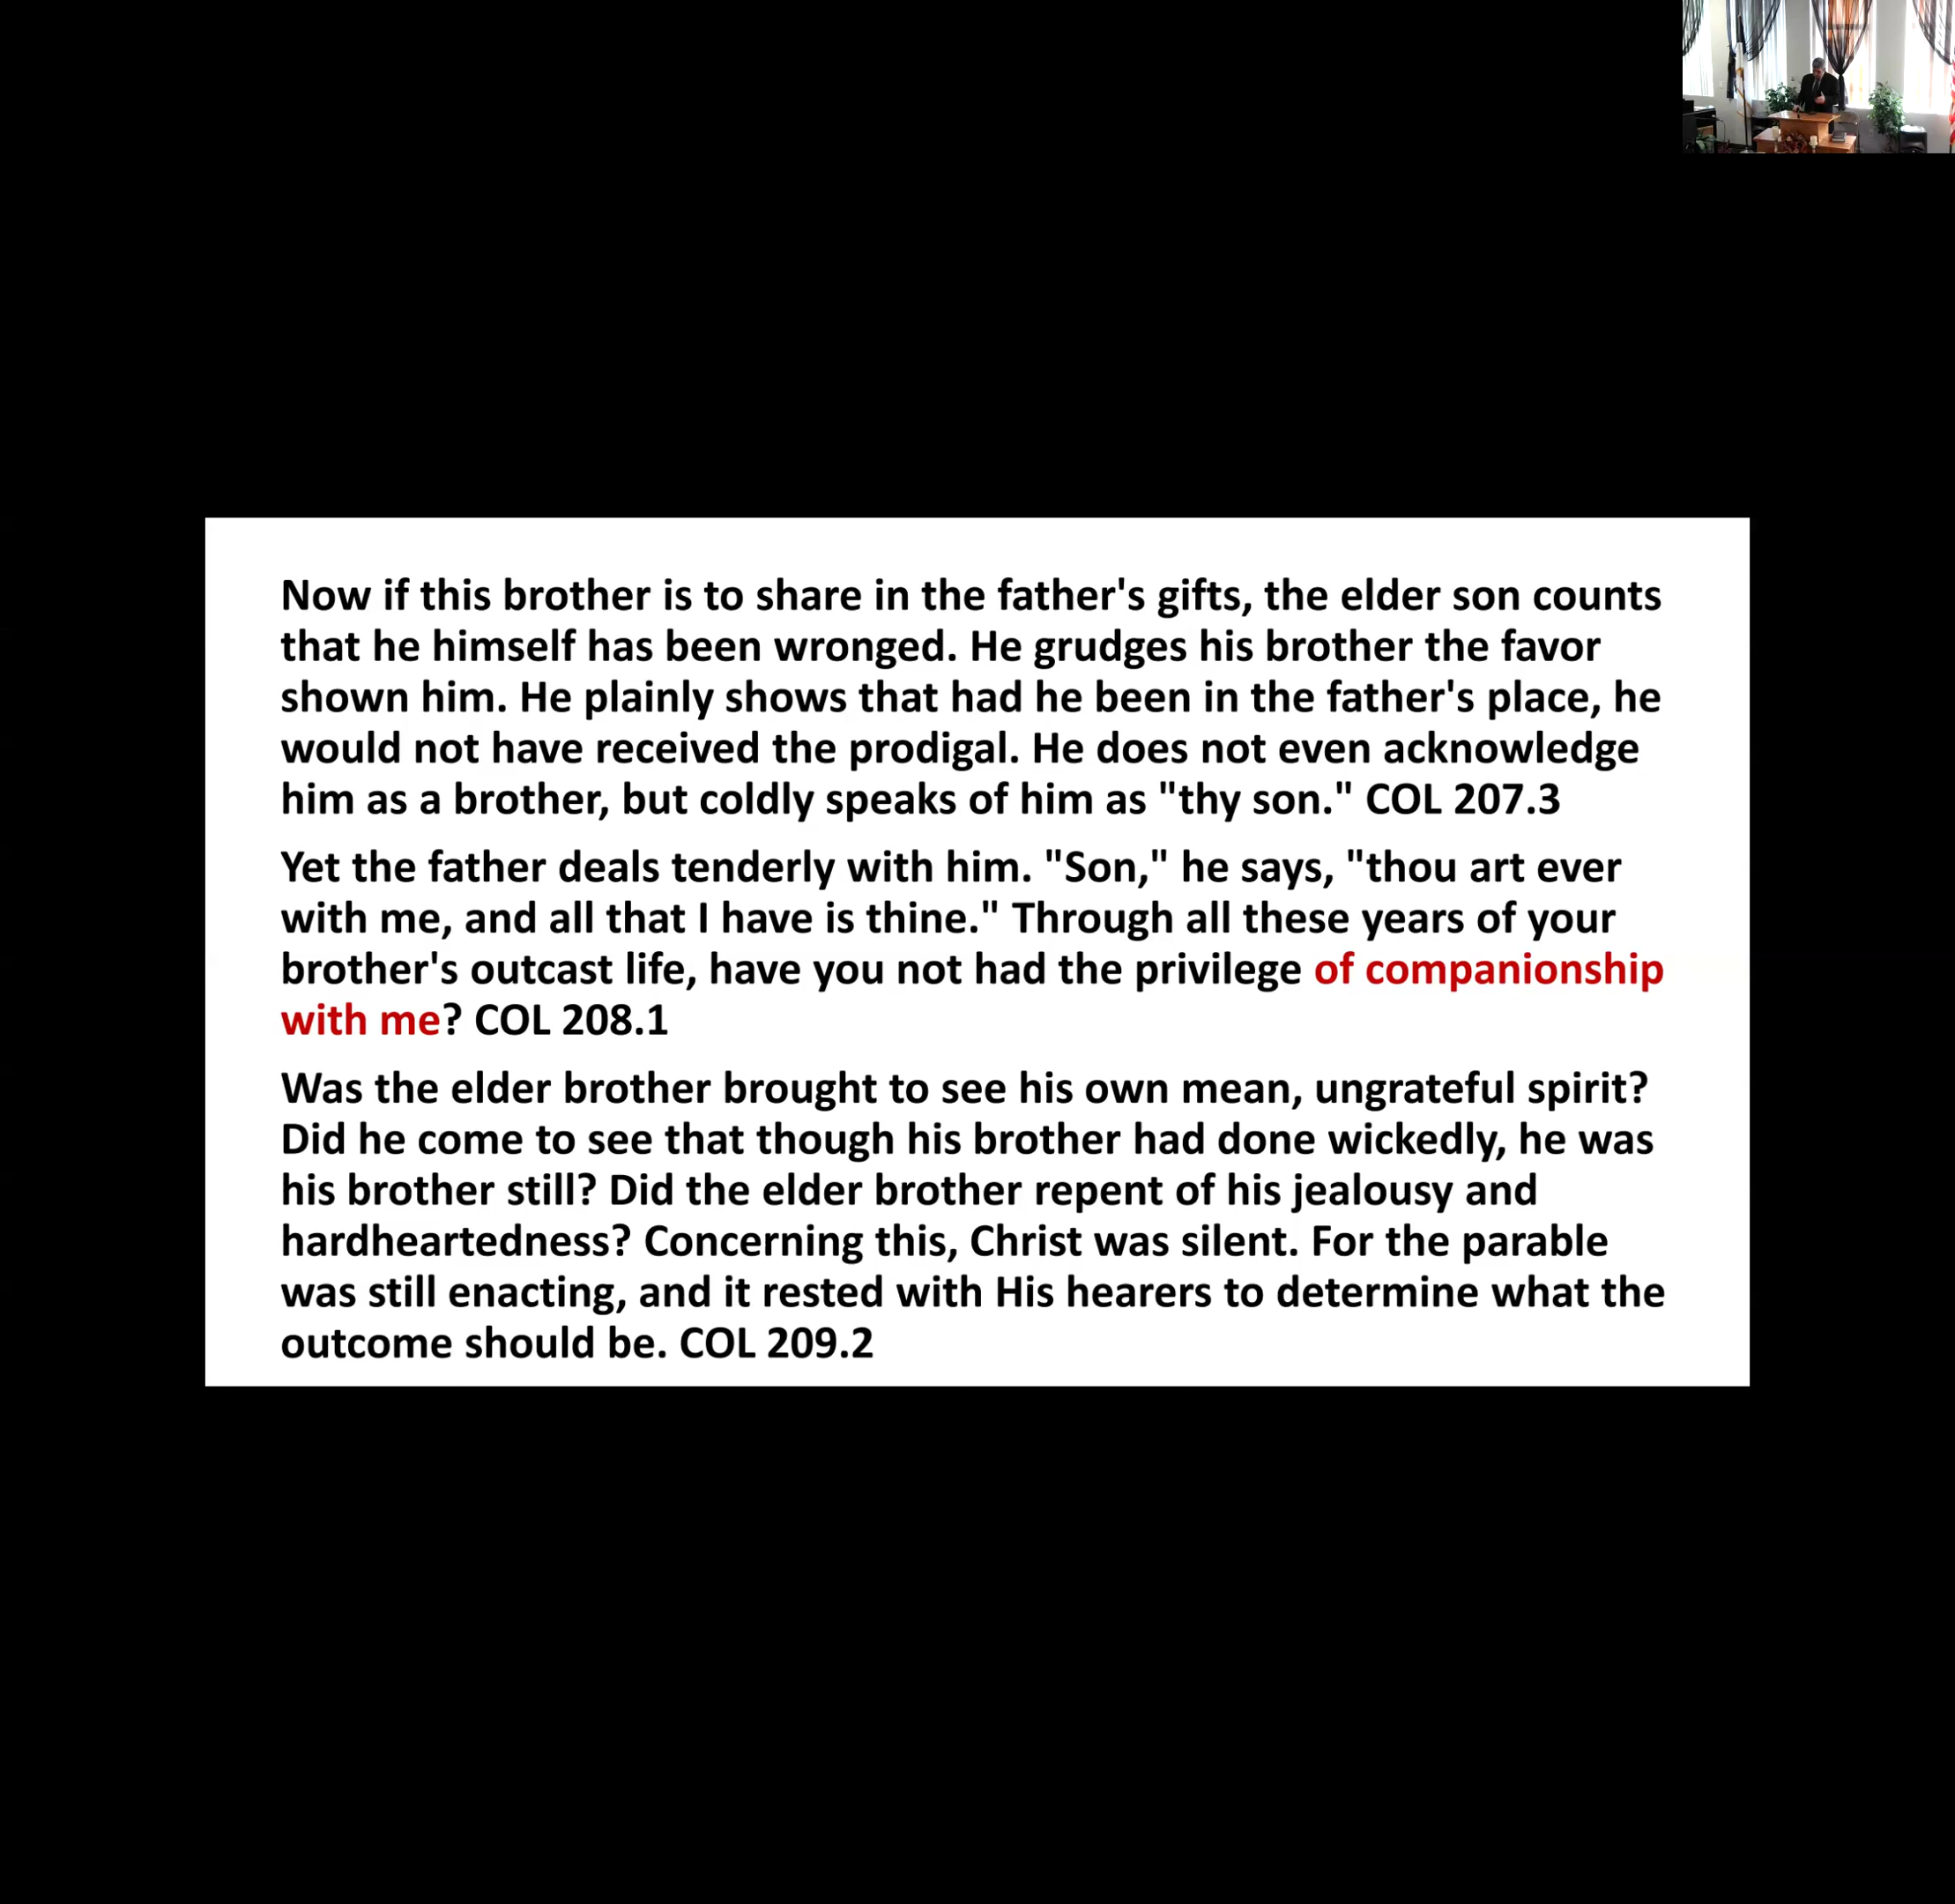 Now if this brother is to share in the father's gifts, the elder son counts
that he himself has been wronged. He grudges his brother the favor
shown him. He plainly shows that had he been in the father's place, he
would not have received the prodigal. He does not even acknowledge
him as a brother, but coldly speaks of him as "thy son." COL 207.3
Yet the father deals tenderly with him. "Son," he says, "thou art ever
with me, and all that I have is thine." Through all these years of your
brother's outcast life, have you not had the privilege of companionship
with me? COL 208.1
Was the elder brother brought to see his own mean, ungrateful spirit?
Did he come to see that though his brother had done wickedly, he was
his brother still? Did the elder brother repent of his jealousy and
hardheartedness? Concerning this, Christ was silent. For the parable
was still enacting, and it rested with His hearers to determine what the
outcome should be. COL 209.2